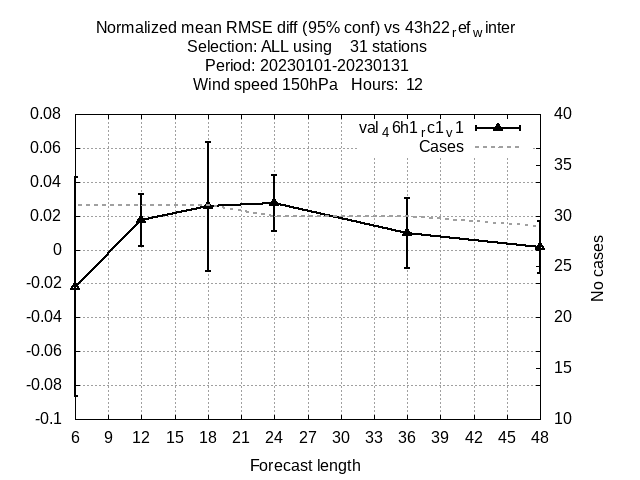 Normalized mean RMSE diff (95% conf) vs 43h22refwinter
Selection: ALL using 31 stations
Period: 20230101-20230131
Wind speed 150hPa Hours: 12
val46h1rc1v1
Cases
0.08
0.06
0.04
0.02
0
-0.02
-0.04
-0.06
-0.08
-0.1
40
35
30
25
20
15
10
No cases
6 9 12 15 18 21 24 27 30 33 36 39 42 45 48
Forecast length